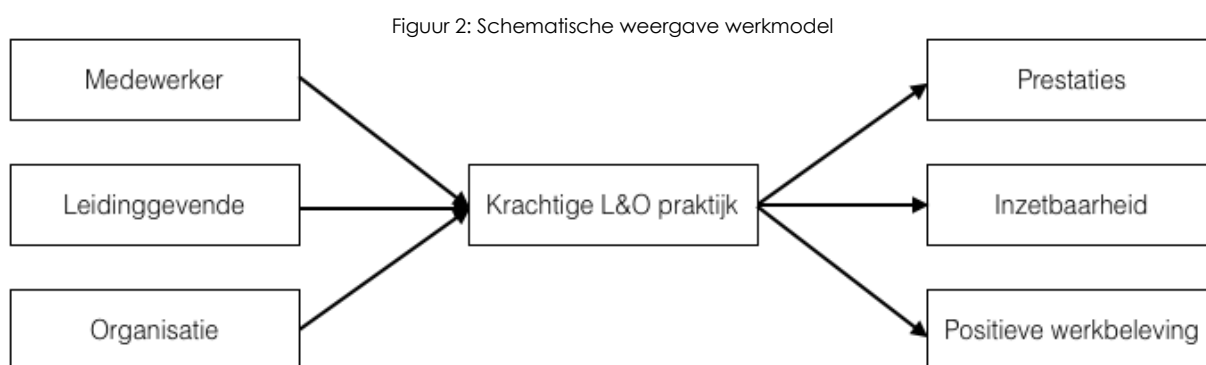 Figuur 2: Schematische weergave werkmodel
Medewerker
Leidinggevende
Organisatie
Krachtige L&O praktijk
Prestaties
Inzetbaarheid
Positieve werkbeleving